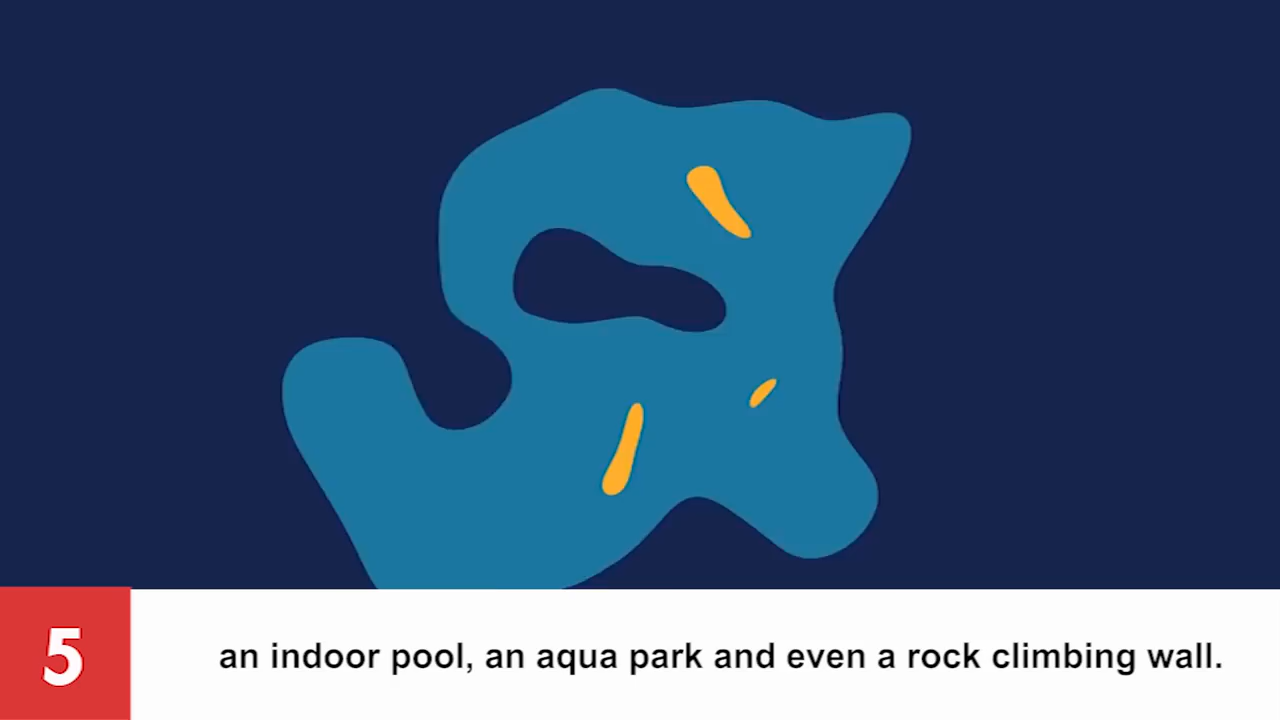 5
an indoor pool, an aqua park and even a rock climbing wall.